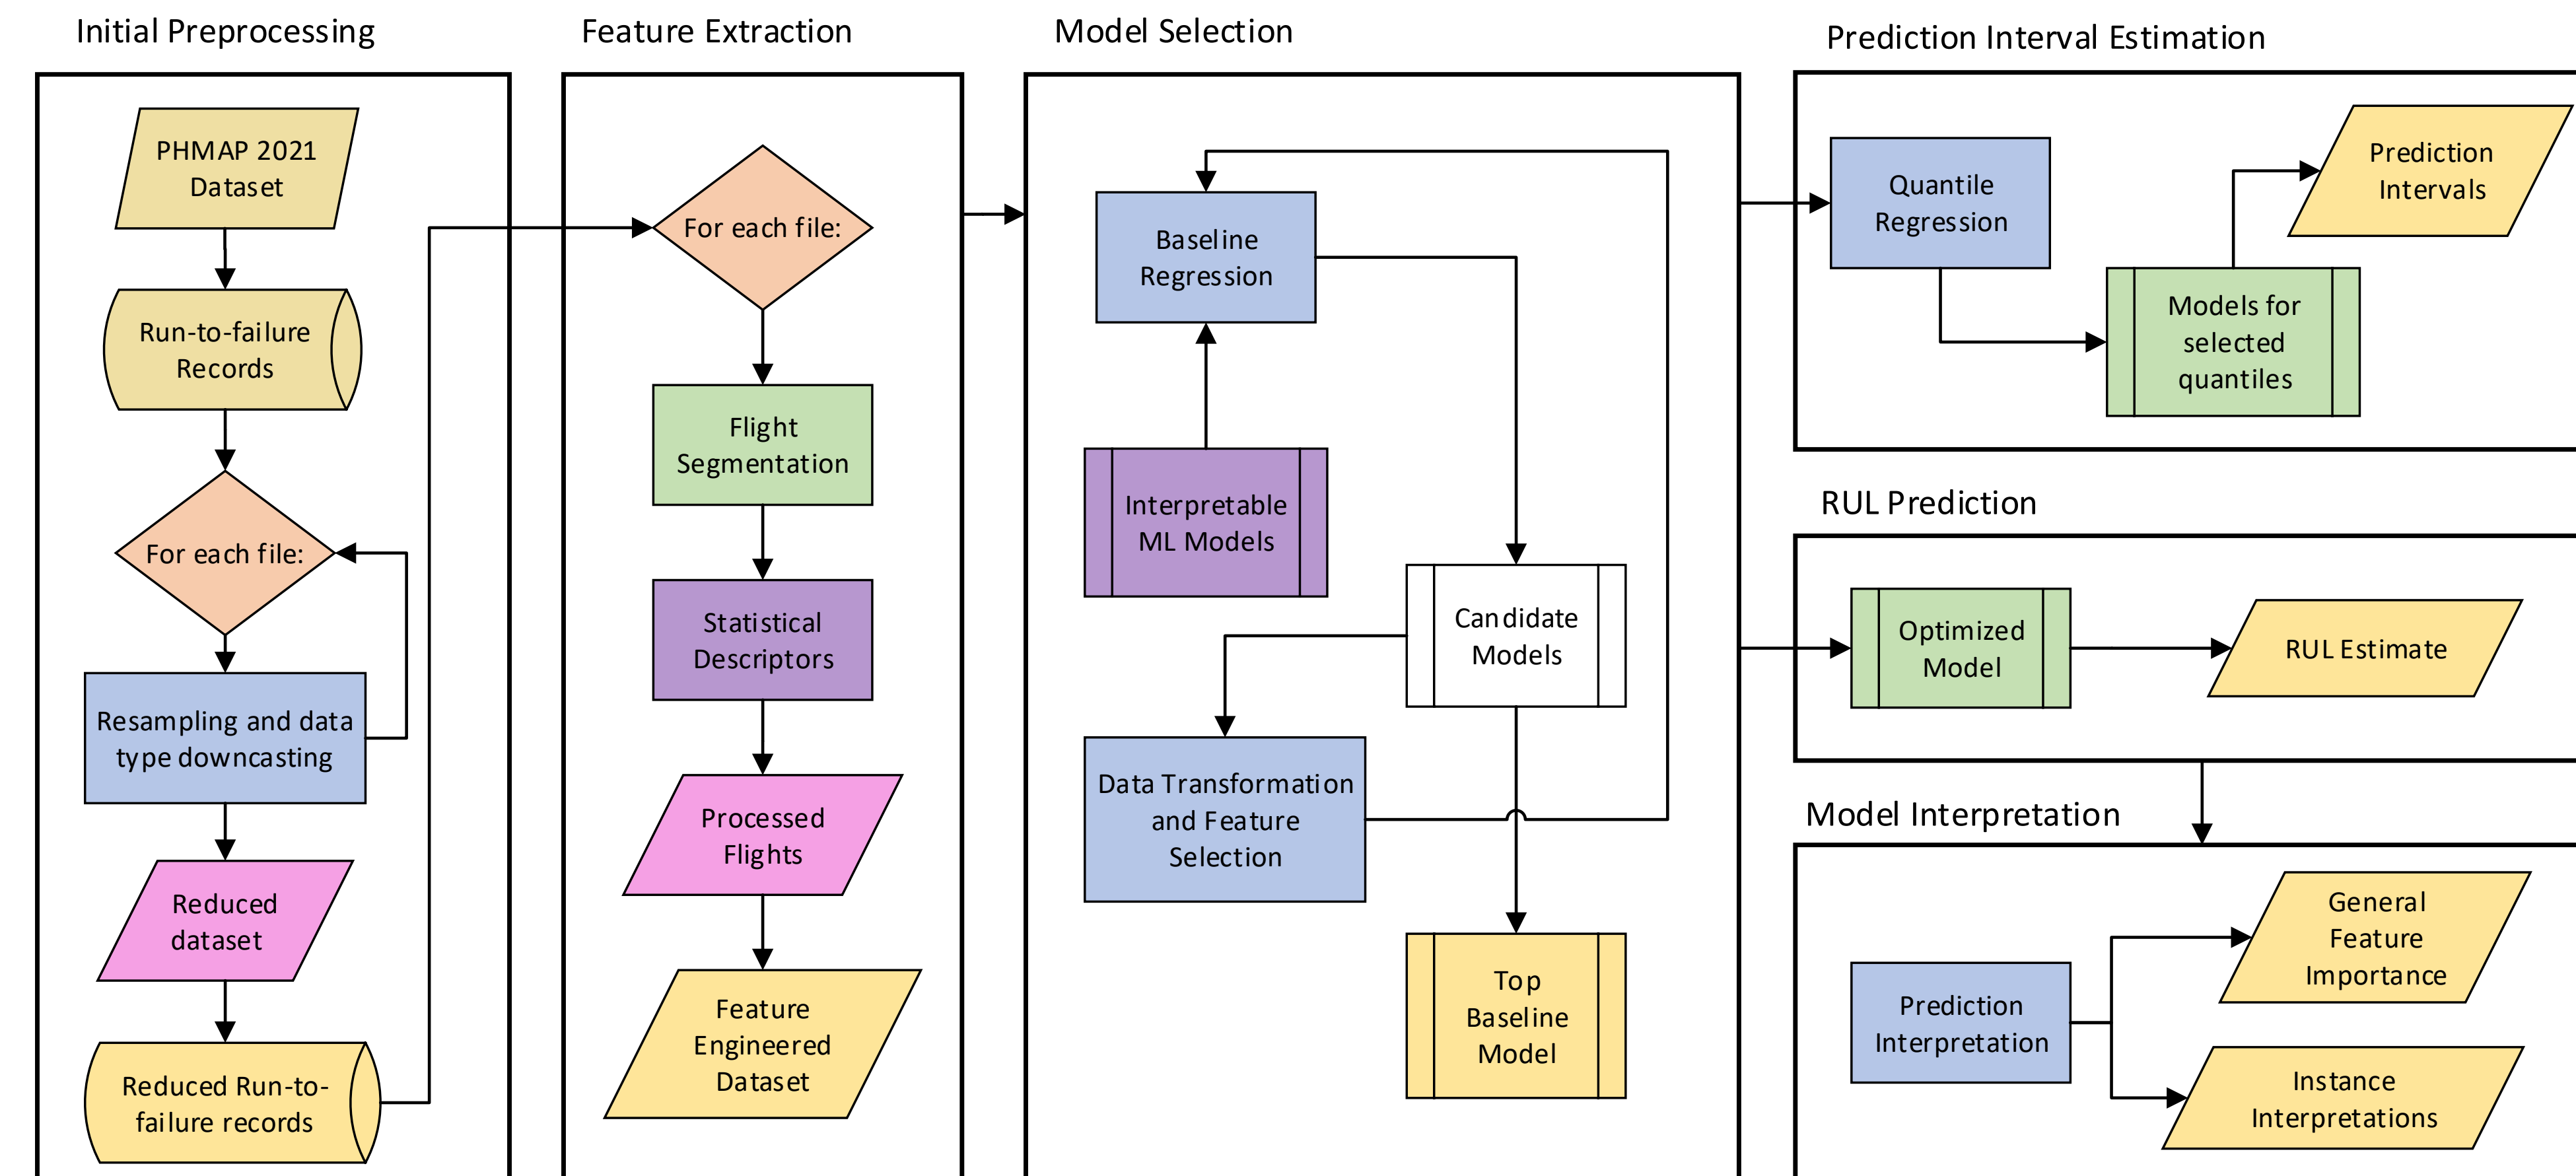 Initial Preprocessing
PHMAP 2021
Dataset
Run-to-failure
Records
For each file:
Resampling and data
type downcasting
Reduced
dataset
Reduced Run-to-
failure records
Feature Extraction
For each file:
Flight
Segmentation
Statistical
Descriptors
Processed
Flights
Feature
Engineered
Dataset
Model Selection
Baseline
Regression
Interpretable
ML Models
Candidate
Models
Data Transformation
and Feature
Selection
Top
Baseline
Model
Prediction Interval Estimation
Quantile
Regression
Prediction
Intervals
Models for
selected
quantiles
RUL Prediction
Optimized
Model
RUL Estimate
Model Interpretation
Prediction
Interpretation
General
Feature
Importance
Instance
Interpretations